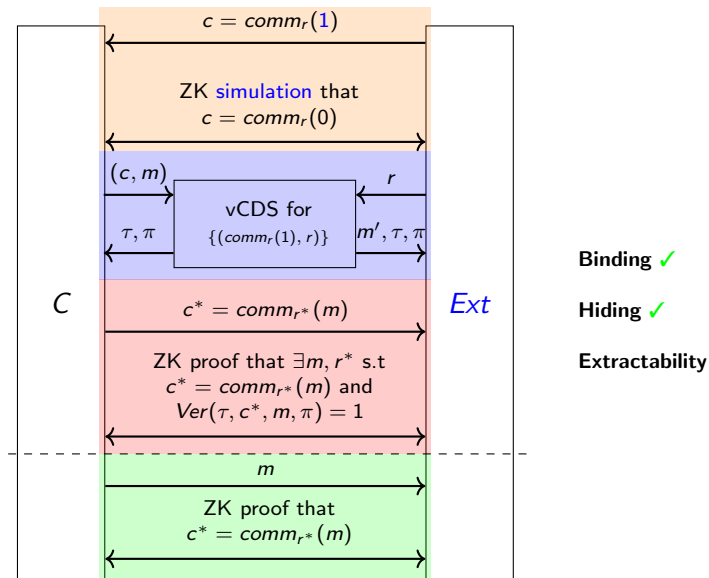 c = comm_r(1)
ZK simulation that
c = comm_r(0)
(c, m)
r
vCDS for
{(comm_r(1), r)}
τ, π
m′, τ, π
Binding ✓
C
c* = comm_{r*}(m)
Ext
Hiding ✓
ZK proof that ∃m, r* s.t
Extractability
c* = comm_{r*}(m) and
Ver(τ, c*, m, π) = 1
m
ZK proof that
c* = comm_{r*}(m)